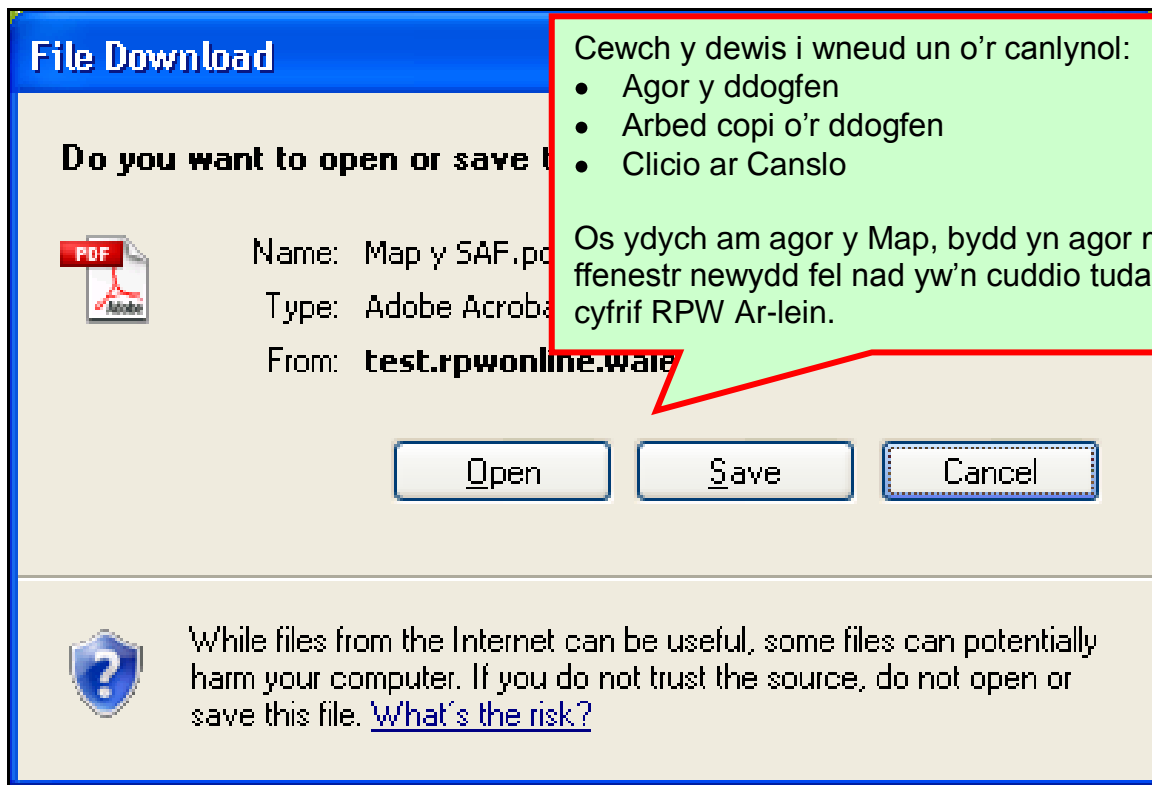 File Download
Cewch y dewis i wneud un o'r canlynol:
• Agor y ddogfen
• Arbed copi o'r ddogfen
• Clicio ar Canslo
Os ydych am agor y Map, bydd yn agor
ffenestr newydd fel nad yw'n cuddio
cyfrif RPW Ar-lein.
Do you want to open or save
PDF
Adobe
Name: Map y SAF.
Type: Adobe
From: test.rpwonline.
Open
Save
Cancel
While files from the Internet can be useful, some files can potentially
harm your computer. If you do not trust the source, do not open or
save this file. What's the risk?